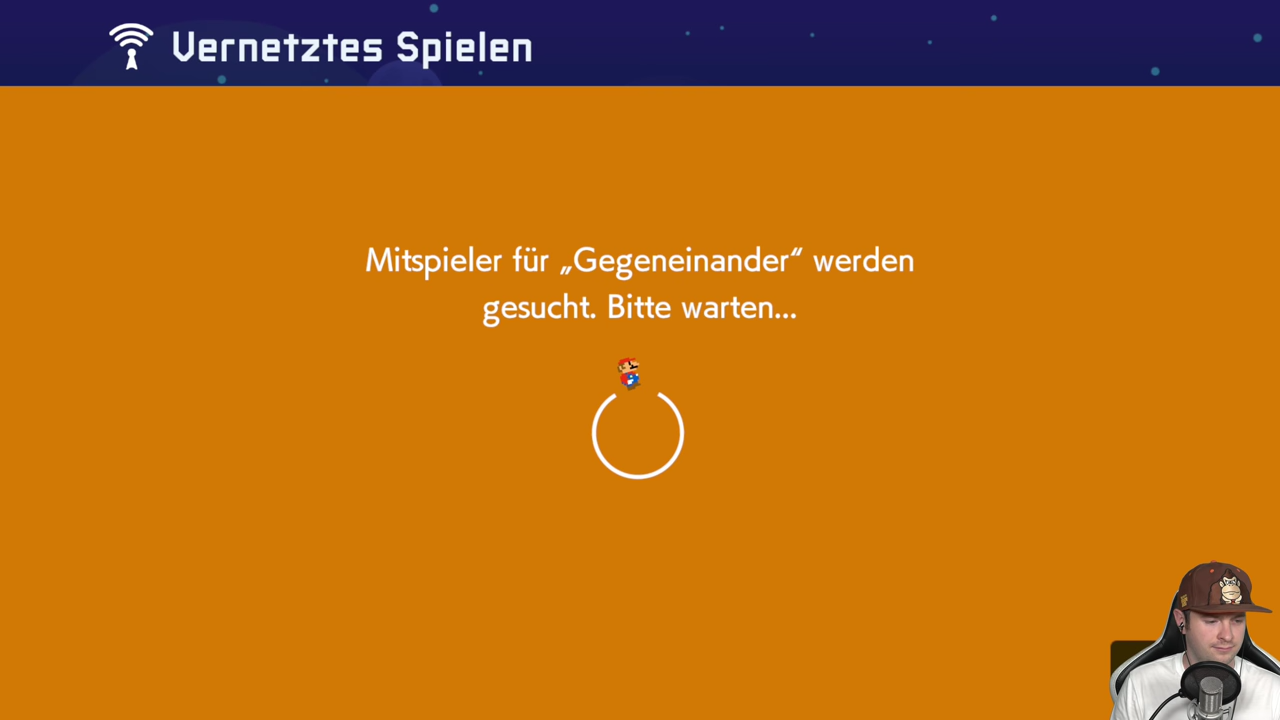 Vernetztes Spielen
Mitspieler für „Gegeneinander“ werden
gesucht. Bitte warten...